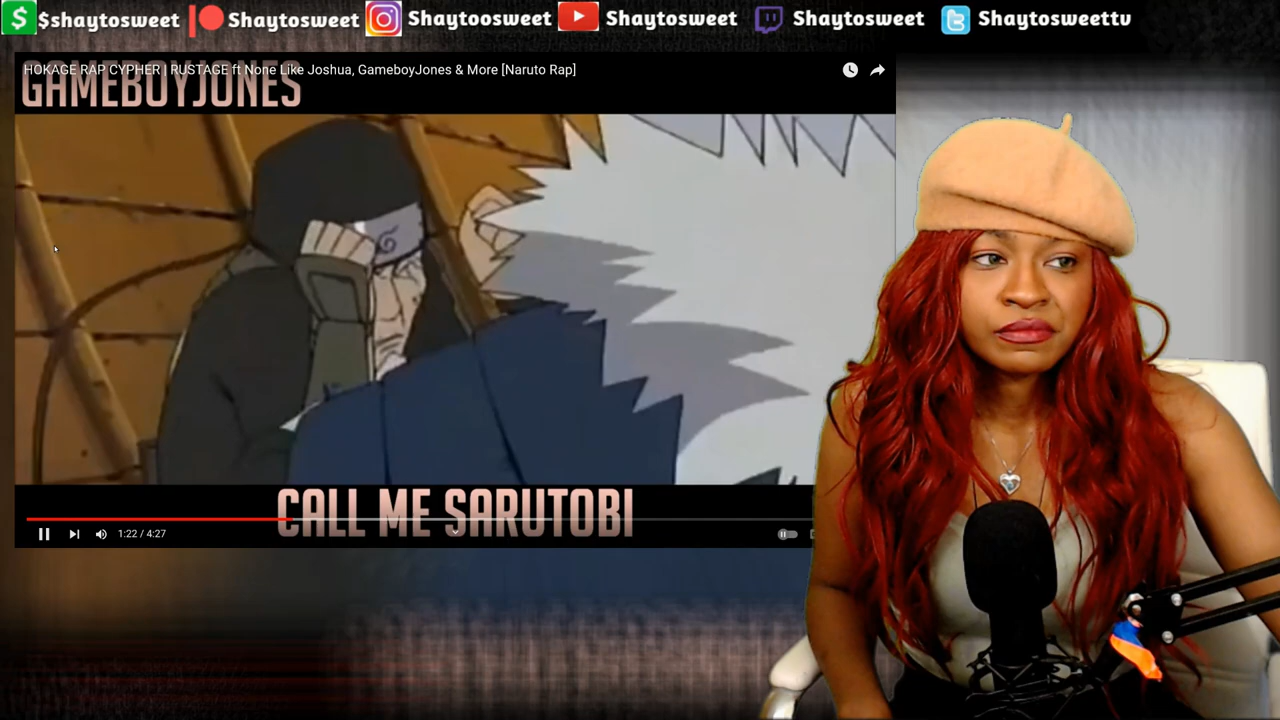 $shaytosweet Shaytosweet Shaytoosweet Shaytosweet Shaytosweet Shaytosweettv
HOKAGE RAP CYPHER | RUSTAGE ft None Like Joshua, GameboyJones & More [Naruto Rap]
GAMEBOYJONES
CALL ME SARUTOBI
1:22 / 4:27